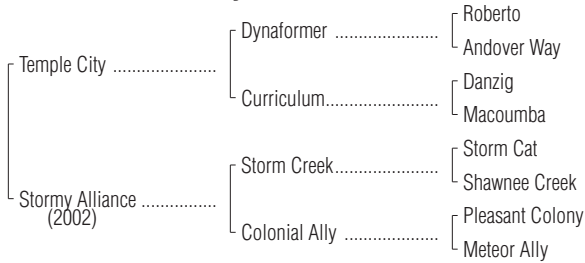 Roberto
Dynaformer ......................
Andover Way
Temple City ......................
Danzig
Curriculum........................
Macoumba
Storm Cat
Storm Creek......................
Shawnee Creek
Stormy Alliance ................
(2002)
Pleasant Colony
Colonial Ally ....................
Meteor Ally